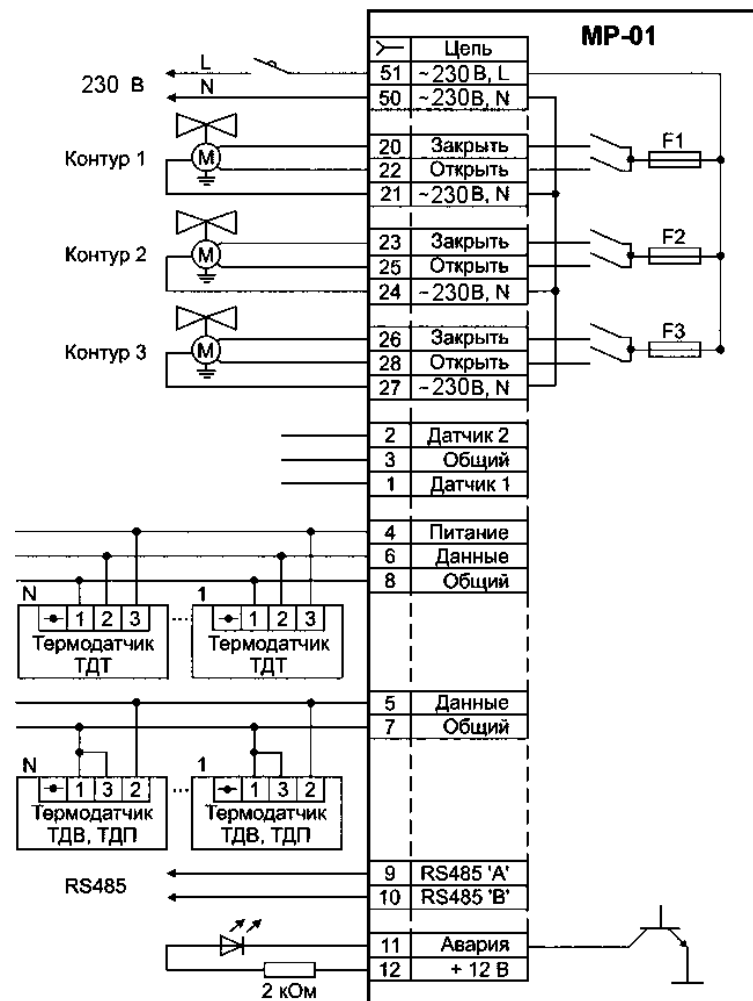 МР-01
Цепь
L
51 ~230 В, L
230 В
N
50 ~230В, N
Контур 1
M
20 Закрыть
F1
22 Открыть
21 ~230В, N
Контур 2
M
23 Закрыть
F2
25 Открыть
24 ~230В, N
Контур 3
M
26 Закрыть
F3
28 Открыть
27 ~230В, N
2 Датчик 2
3 Общий
1 Датчик 1
4 Питание
6 Данные
8 Общий
N
1
1 2 3
1 2 3
Термодатчик
ТДТ
Термодатчик
ТДТ
5 Данные
7 Общий
N
1
1 3 2
1 3 2
Термодатчик
ТДВ, ТДП
Термодатчик
ТДВ, ТДП
RS485
9 RS485 'A'
10 RS485 'B'
11 Авария
12 + 12 В
2 кОм